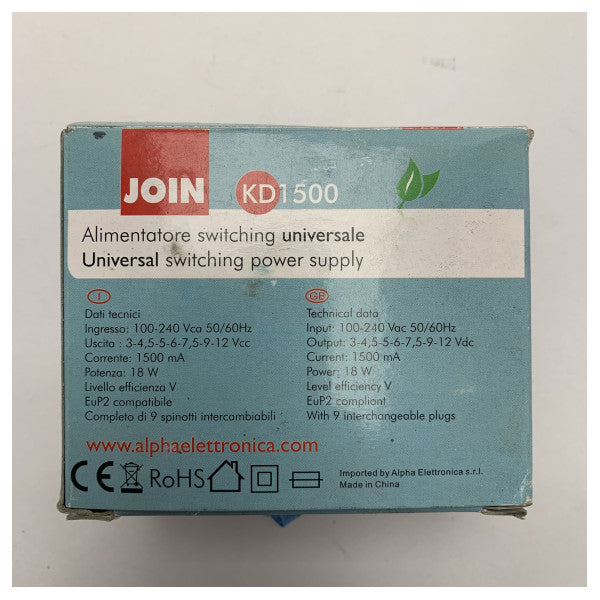 JOIN
KD1500
Alimentatore switching universale
Universal switching power supply
I
Dati tecnici
Ingresso: 100-240 Vca 50/60Hz
Uscita : 3-4,5-5-6-7,5-9-12 Vcc
Corrente: 1500 mA
Potenza: 18 W
Livello efficienza V
EuP2 compatibile
Completo di 9 spinotti intercambiabili
GB
Technical data
Input: 100-240 Vac 50/60Hz
Output: 3-4,5-5-6-7,5-9-12 Vdc
Current: 1500 mA
Power: 18 W
Level efficiency V
EuP2 compliant
With 9 interchangeable plugs
www.alphaelettronica.com
CE RoHS
Imported by Alpha Elettronica s.r.l.
Made in China